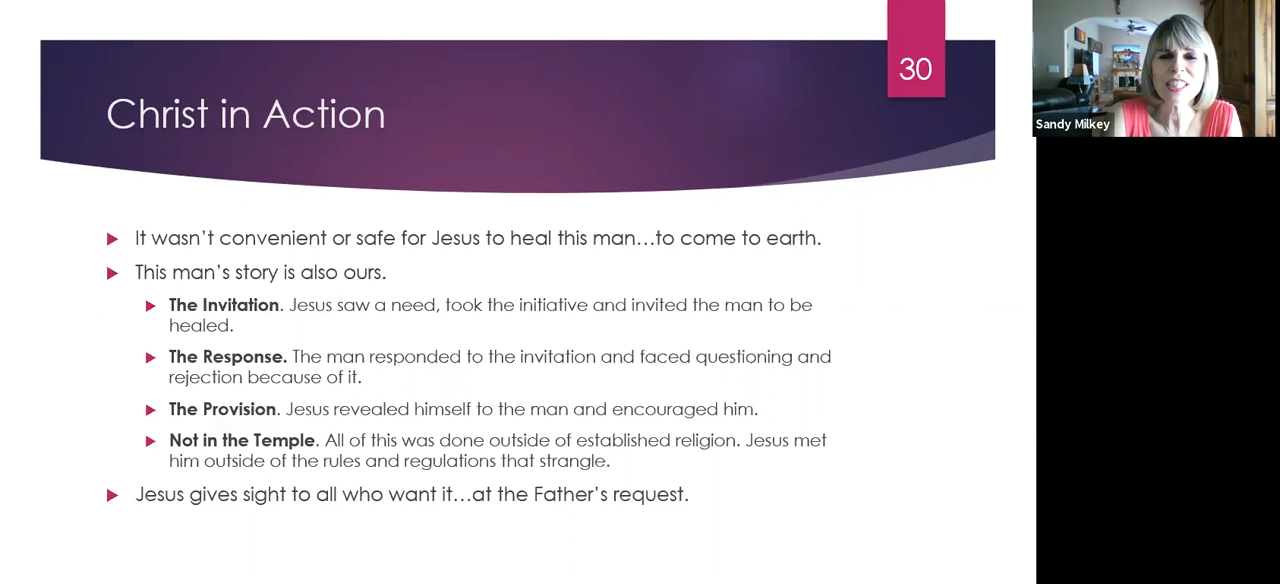 30
Christ in Action
Sandy Milkey
It wasn't convenient or safe for Jesus to heal this man…to come to earth.
This man's story is also ours.
The Invitation. Jesus saw a need, took the initiative and invited the man to be
healed.
The Response. The man responded to the invitation and faced questioning and
rejection because of it.
The Provision. Jesus revealed himself to the man and encouraged him.
Not in the Temple. All of this was done outside of established religion. Jesus met
him outside of the rules and regulations that strangle.
Jesus gives sight to all who want it…at the Father's request.